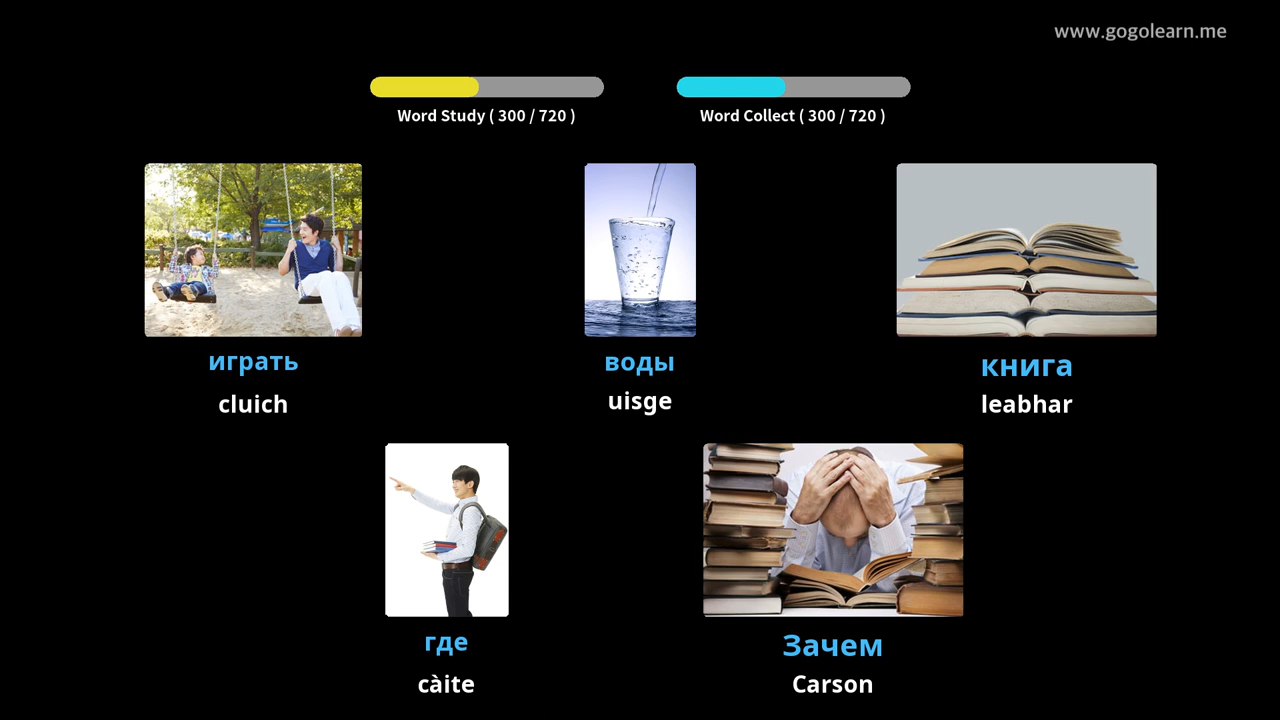 www.gogolearn.me
Word Study ( 300 / 720 )
Word Collect ( 300 / 720 )
играть
воды
книга
cluich
uisge
leabhar
где
Зачем
càite
Carson